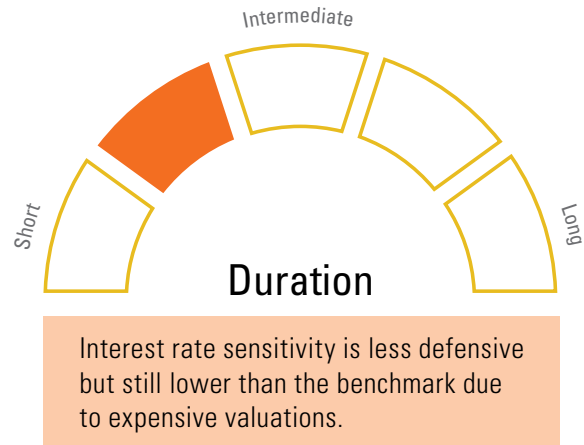 Intermediate
Short
Long
Duration
Interest rate sensitivity is less defensive
but still lower than the benchmark due
to expensive valuations.